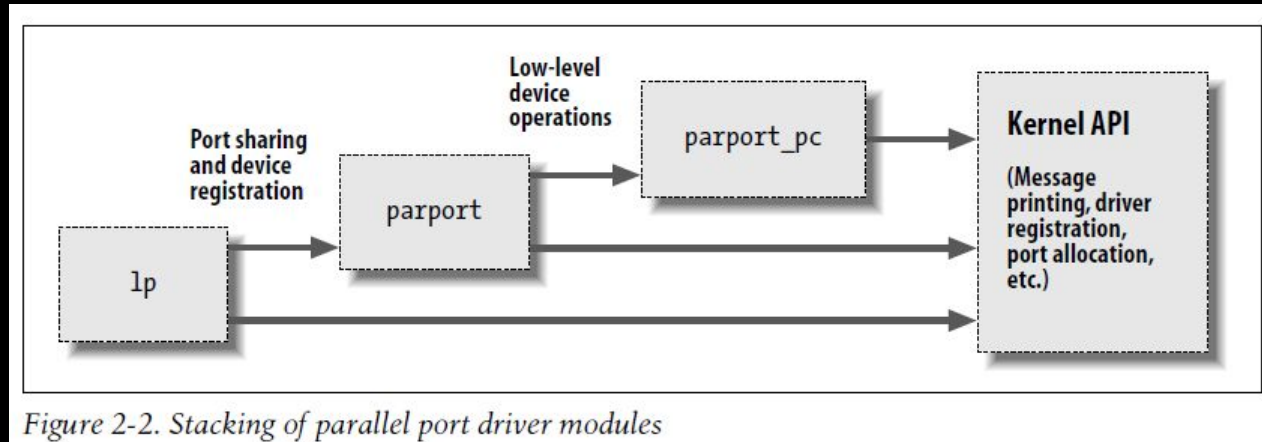 Low-level
device
operations
Port sharing
and device
registration
parport_pc
Kernel API
(Message
printing, driver
registration,
port allocation,
etc.)
parport
lp
Figure 2-2. Stacking of parallel port driver modules